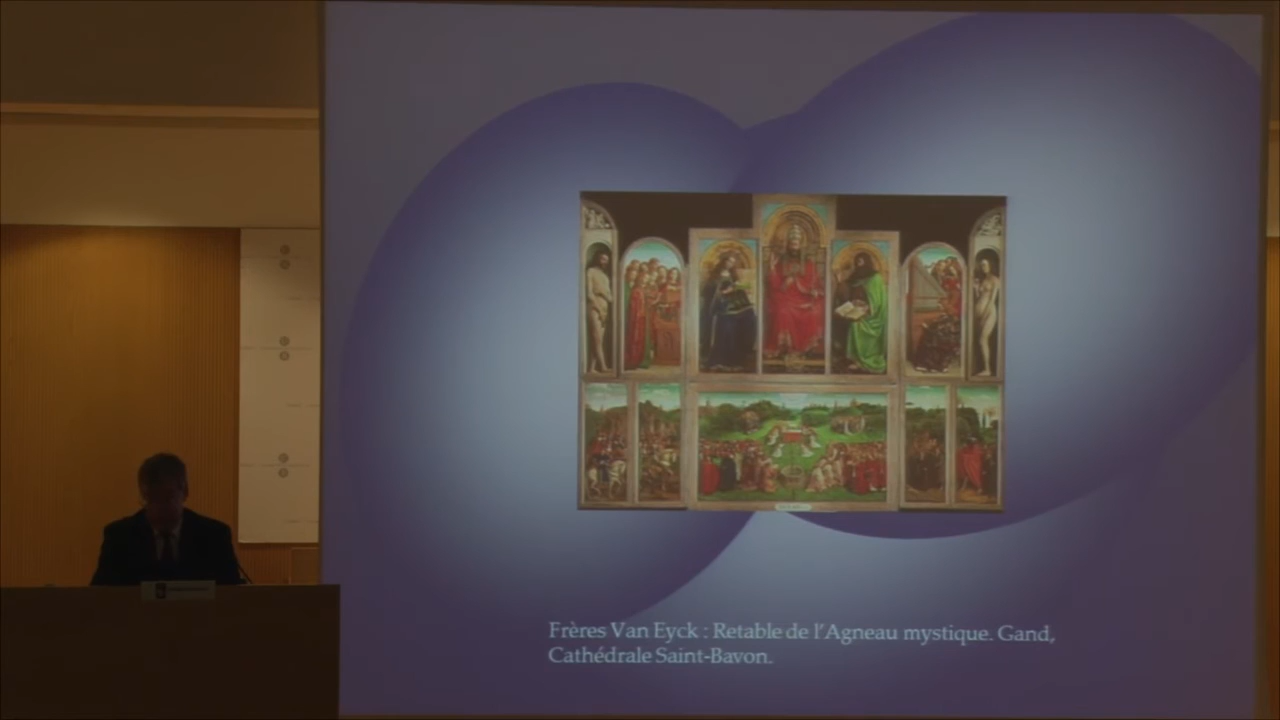 Frères Van Eyck : Retable de l'Agneau mystique. Gand,
Cathédrale Saint-Bavon.